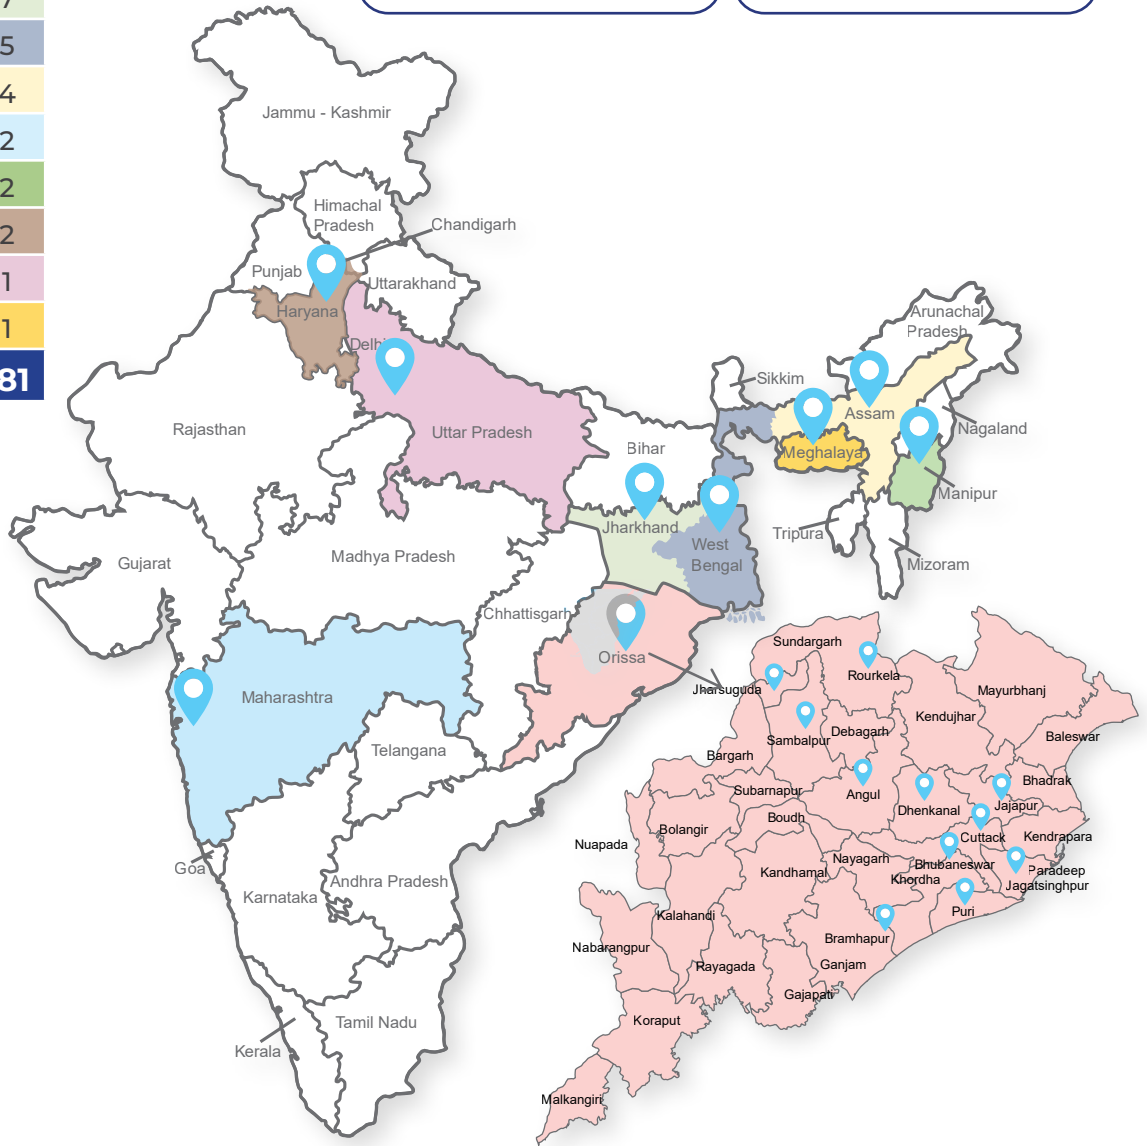 7
5
4
2
2
2
1
1
81
Jammu - Kashmir
Himachal
Pradesh
Chandigarh
Punjab
Uttarakhand
Haryana
Delhi
Arunachal
Pradesh
Sikkim
Assam
Nagaland
Rajasthan
Uttar Pradesh
Bihar
Meghalaya
Manipur
Jharkhand
Tripura
West
Bengal
Mizoram
Gujarat
Madhya Pradesh
Chhattisgarh
Orissa
Maharashtra
Telangana
Goa
Karnataka
Andhra Pradesh
Tamil Nadu
Kerala
Sundargarh
Rourkela
Jharsuguda
Mayurbhanj
Kendujhar
Sambalpur
Debagarh
Baleswar
Bargarh
Subarnapur
Angul
Bhadrak
Dhenkanal
Jajapur
Boudh
Bolangir
Cuttack
Kendrapara
Nuapada
Nayagarh
Bhubaneswar
Kandhamal
Khordha
Paradeep
Jagatsinghpur
Kalahandi
Puri
Bramhapur
Nabarangpur
Rayagada
Ganjam
Gajapati
Koraput
Malkangiri